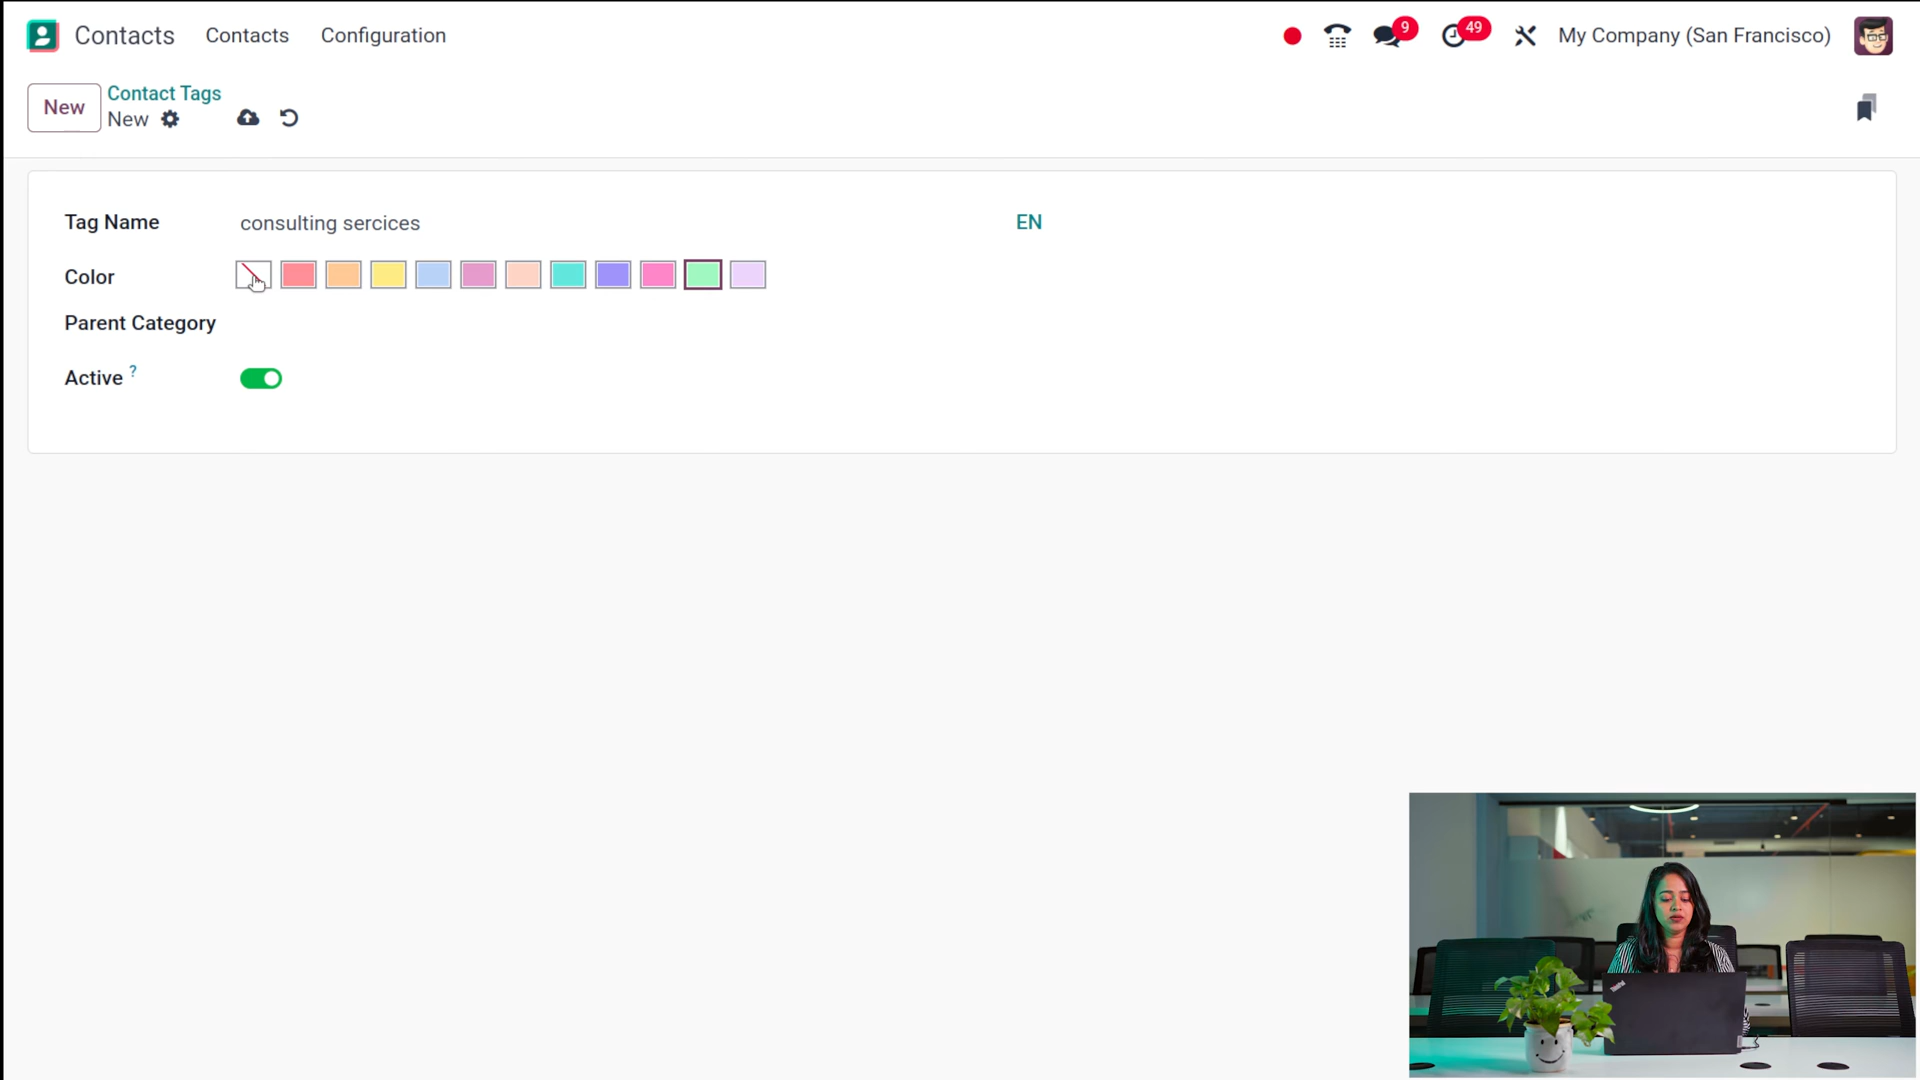 Contacts Contacts Configuration 9 49 My Company (San Francisco)
New Contact Tags
New
Tag Name consulting sercices EN
Color
Parent Category
Active ?